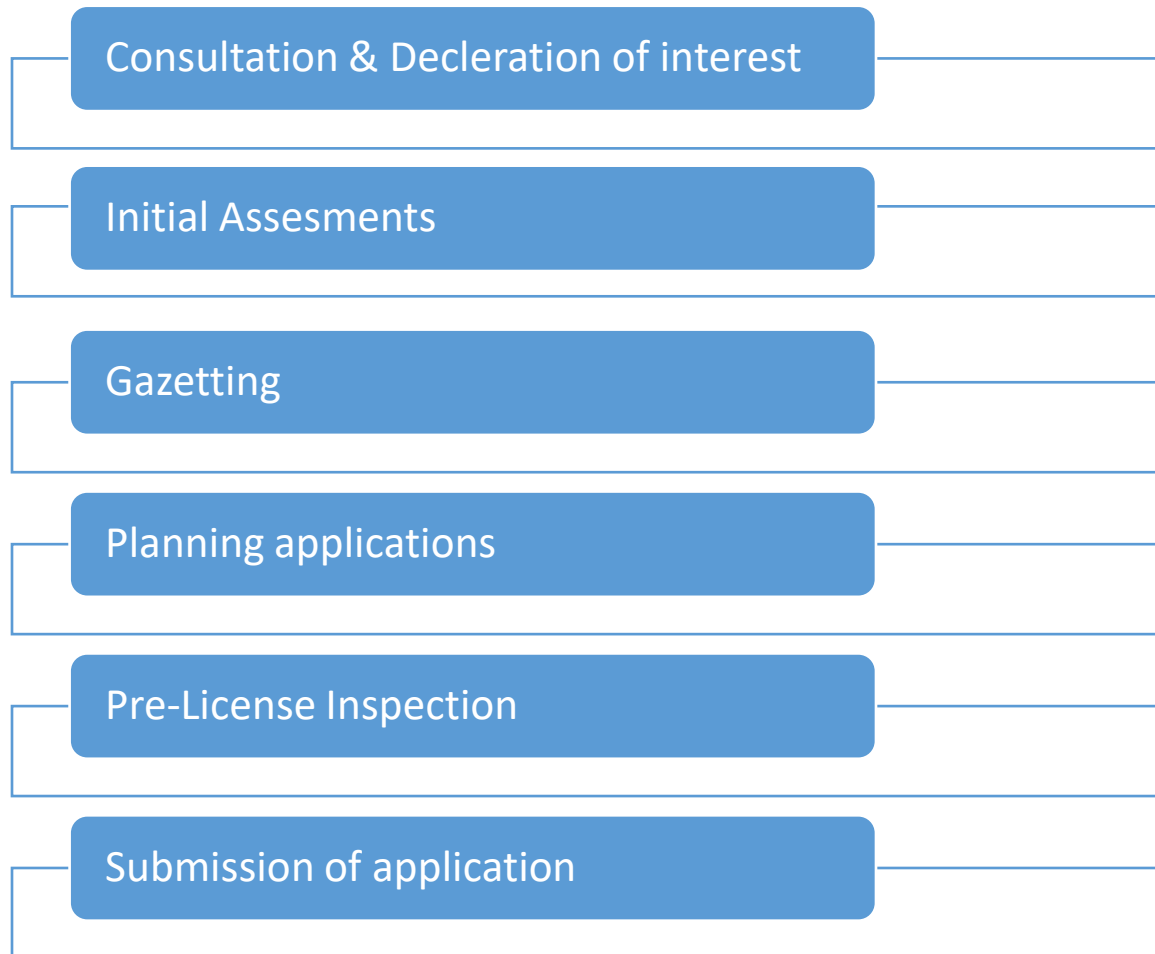 Consultation & Decleration of interest
Initial Assesments
Gazetting
Planning applications
Pre-License Inspection
Submission of application